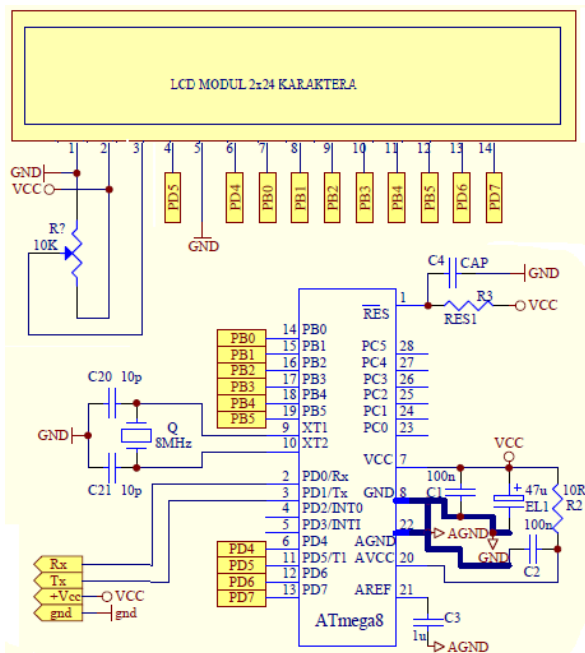 LCD MODUL 2x24 KARAKTERA
1 2 3 4 5 6 7 8 9 10 11 12 13 14
GND
VCC
PD5
GND
PD4
PB0
PB1
PB2
PB3
PB4
PB5
PD6
PD7
R?
10K
C4 CAP
GND
1
RES
R3
RES1
VCC
PB0 14 PB0
PB1 15 PB1
PB2 16 PB2
PB3 17 PB3
PB4 18 PB4
PB5 19 PB5
9 XT1
10 XT2
PC5 28
PC4 27
PC3 26
PC2 25
PC1 24
PC0 23
C20 10p
GND
Q
8MHz
C21 10p
VCC 7
VCC
2 PD0/Rx
3 PD1/Tx
4 PD2/INT0
5 PD3/INTI
PD4 6 PD4
PD5 11 PD5/T1
PD6 12 PD6
PD7 13 PD7
GND 8
AGND 22
AVCC 20
AREF 21
100n
C1
47u
EL1
10R
R2
AGND
GND
100n
C2
C3
1u
AGND
Rx
Tx
+Vcc VCC
gnd gnd
ATmega8